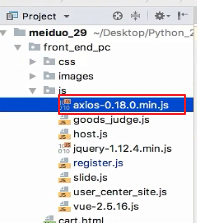 Project
meiduo_29 ~/Desktop/Python_2
front_end_pc
css
images
js
axios-0.18.0.min.js
goods_judge.js
host.js
jquery-1.12.4.min.js
register.js
slide.js
user_center_site.js
vue-2.5.16.js
cart.html